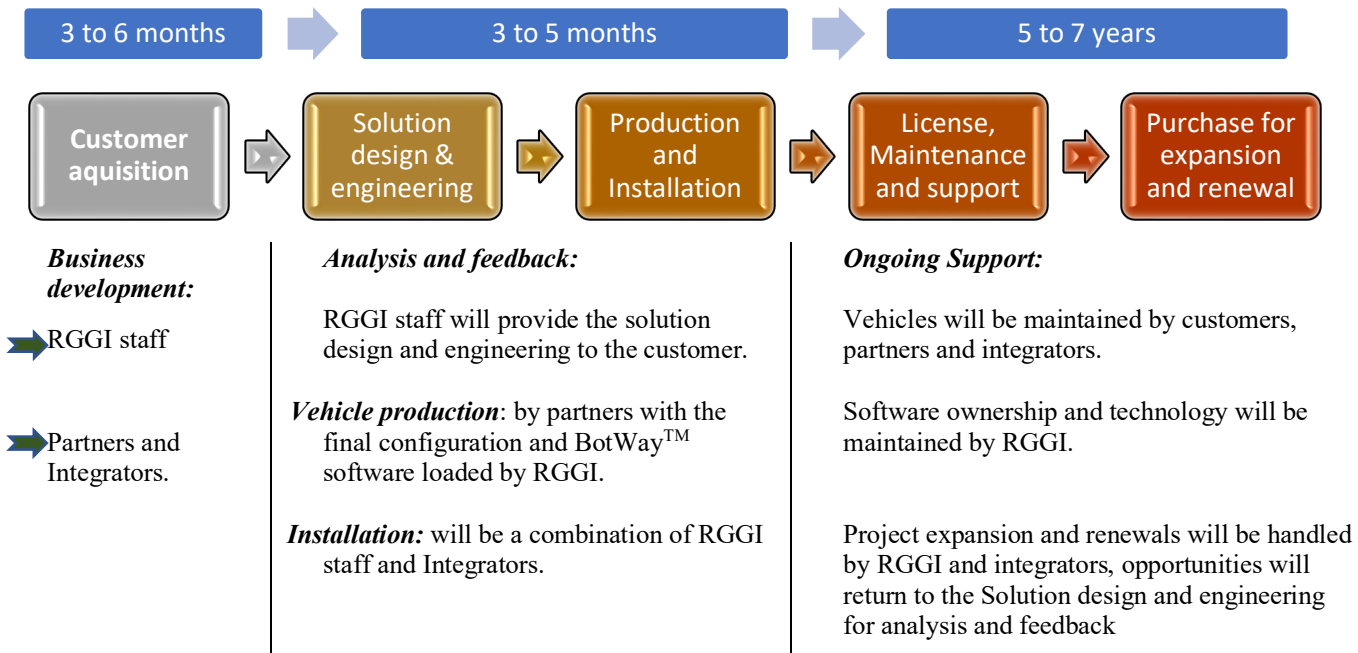 3 to 6 months
3 to 5 months
5 to 7 years
Customer
aquisition
Solution
design &
engineering
Production
and
Installation
License,
Maintenance
and support
Purchase for
expansion
and renewal
Business
development:
RGGI staff
Partners and
Integrators.
Analysis and feedback:
RGGI staff will provide the solution
design and engineering to the customer.
Vehicle production: by partners with the
final configuration and BotWay™
software loaded by RGGI.
Installation: will be a combination of RGGI
staff and Integrators.
Ongoing Support:
Vehicles will be maintained by customers,
partners and integrators.
Software ownership and technology will be
maintained by RGGI.
Project expansion and renewals will be handled
by RGGI and integrators, opportunities will
return to the Solution design and engineering
for analysis and feedback